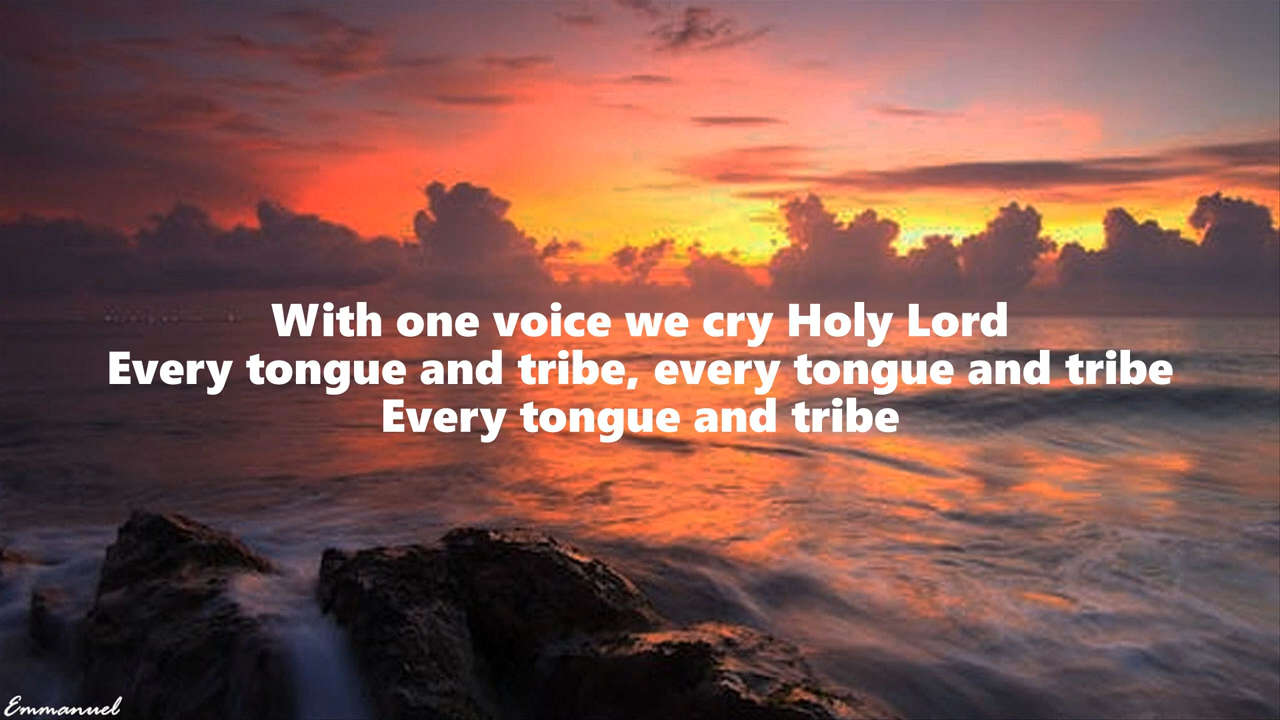 With one voice we cry Holy Lord
Every tongue and tribe, every tongue and tribe
Every tongue and tribe
Emmanuel